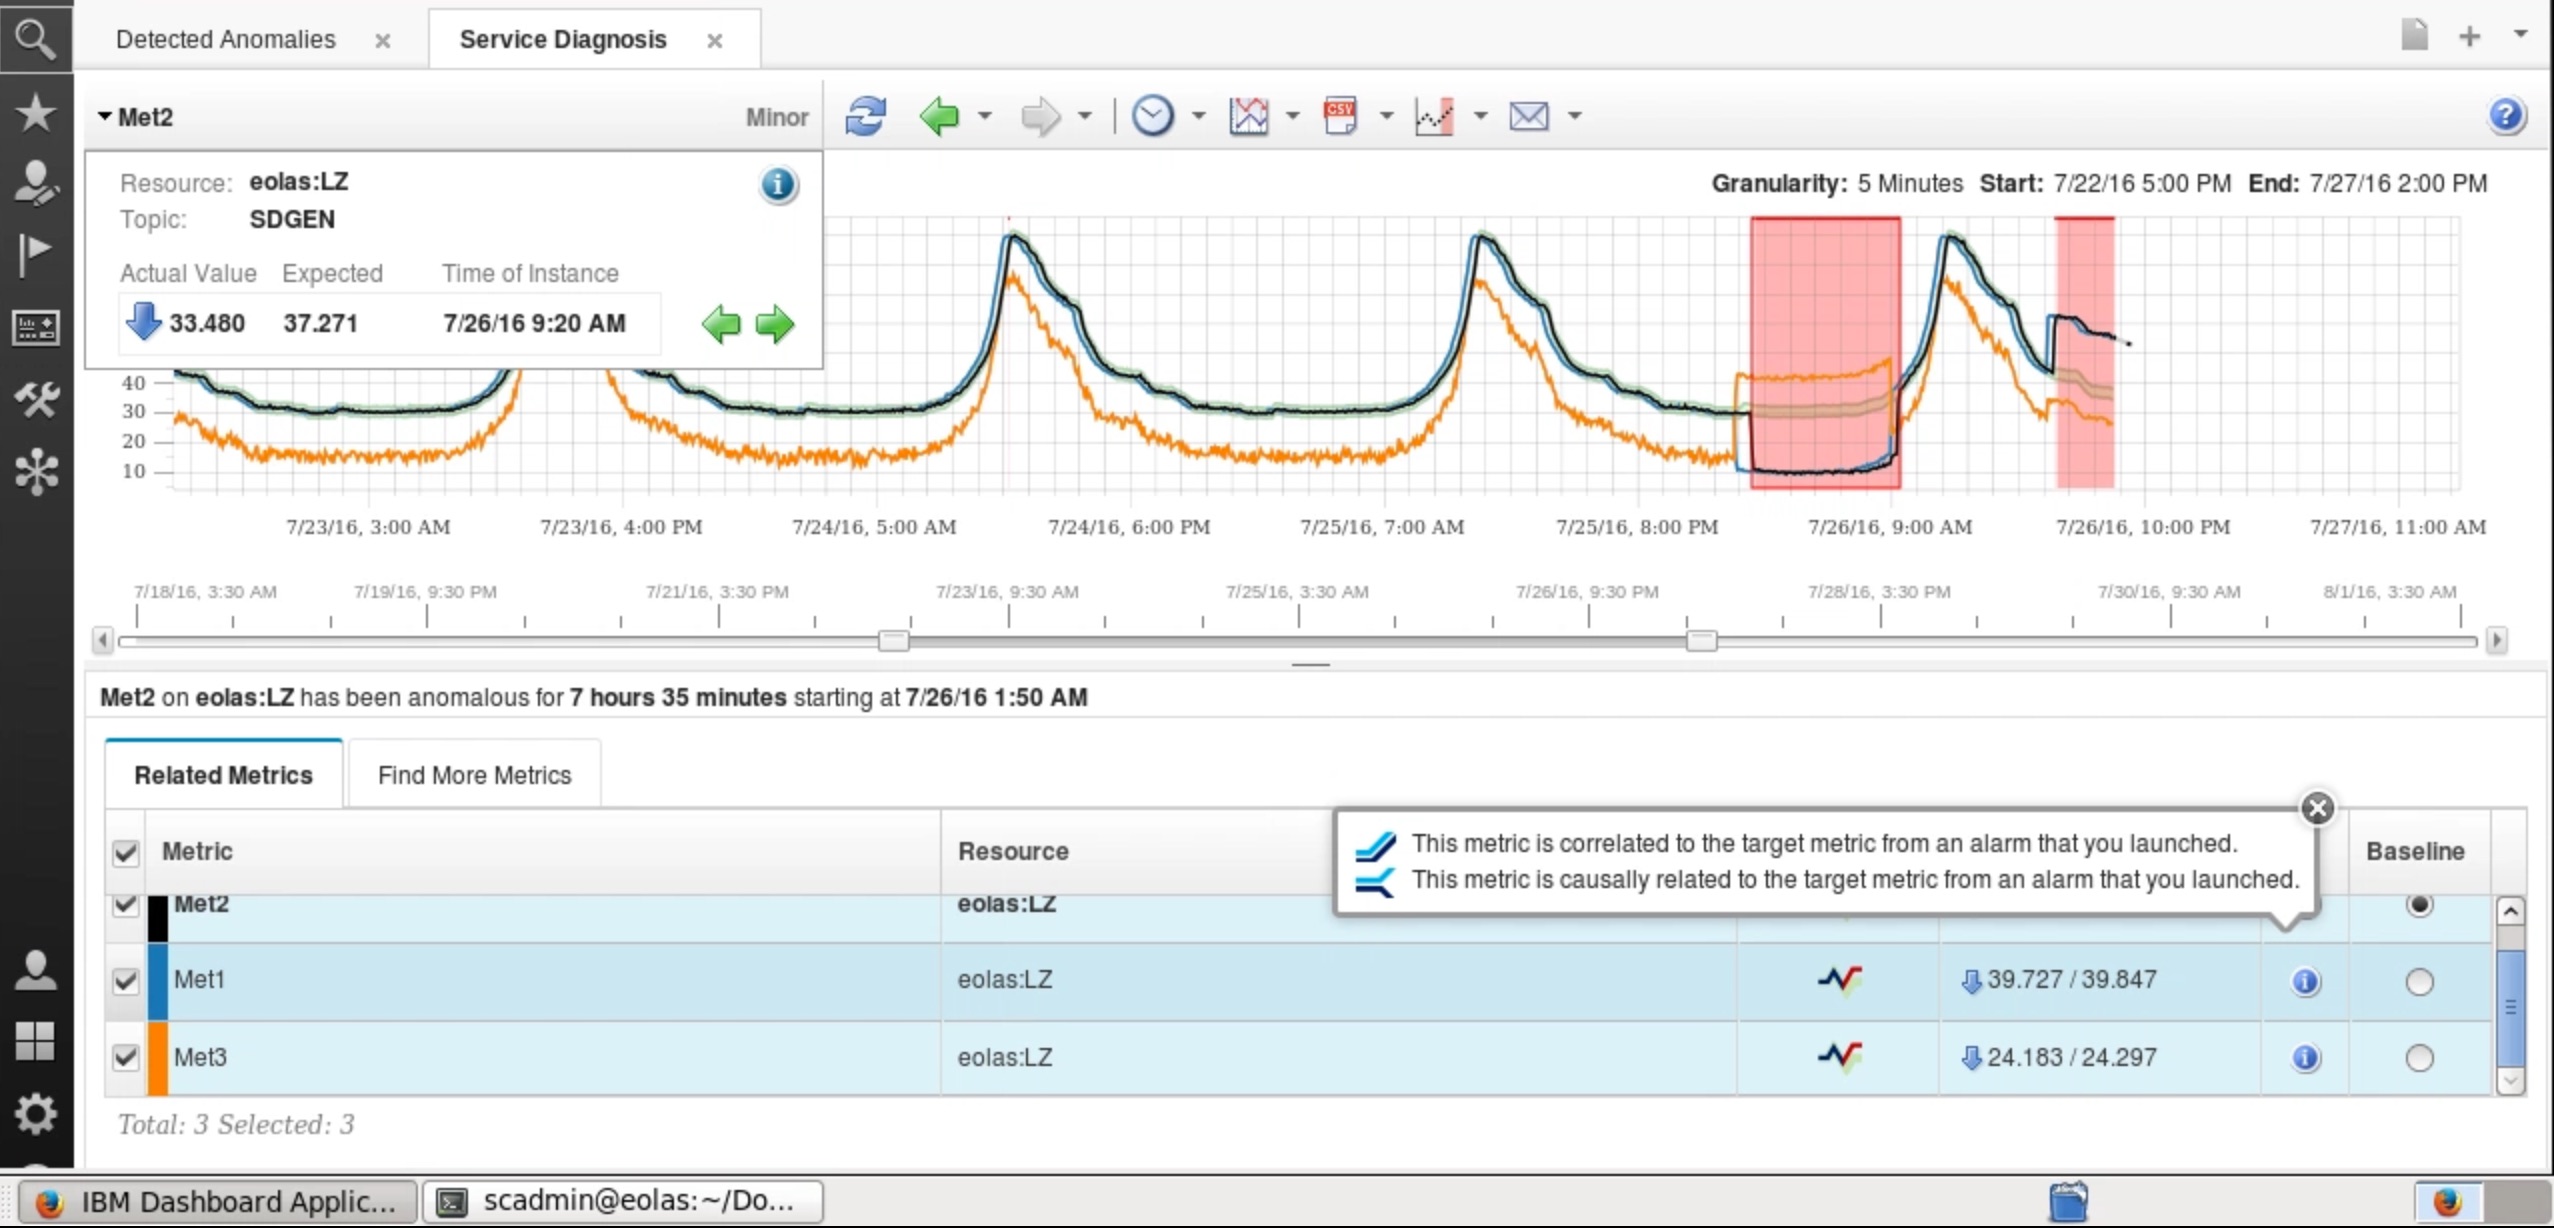 Detected Anomalies
Service Diagnosis
Met2 Minor
CSV
Resource: eolas:LZ
Topic: SDGEN
Granularity: 5 Minutes Start: 7/22/16 5:00 PM End: 7/27/16 2:00 PM
Actual Value Expected Time of Instance
33.480 37.271 7/26/16 9:20 AM
40
30
20
10
7/23/16, 3:00 AM 7/23/16, 4:00 PM 7/24/16, 5:00 AM 7/24/16, 6:00 PM 7/25/16, 7:00 AM 7/25/16, 8:00 PM 7/26/16, 9:00 AM 7/26/16, 10:00 PM 7/27/16, 11:00 AM
7/18/16, 3:30 AM 7/19/16, 9:30 PM 7/21/16, 3:30 PM 7/23/16, 9:30 AM 7/25/16, 3:30 AM 7/26/16, 9:30 PM 7/28/16, 3:30 PM 7/30/16, 9:30 AM 8/1/16, 3:30 AM
Met2 on eolas:LZ has been anomalous for 7 hours 35 minutes starting at 7/26/16 1:50 AM
Related Metrics Find More Metrics
Metric Resource Baseline
This metric is correlated to the target metric from an alarm that you launched.
This metric is causally related to the target metric from an alarm that you launched.
Met2 eolas:LZ
Met1 eolas:LZ 39.727 / 39.847
Met3 eolas:LZ 24.183 / 24.297
Total: 3 Selected: 3
IBM Dashboard Applic... scadmin@eolas:~/Do...